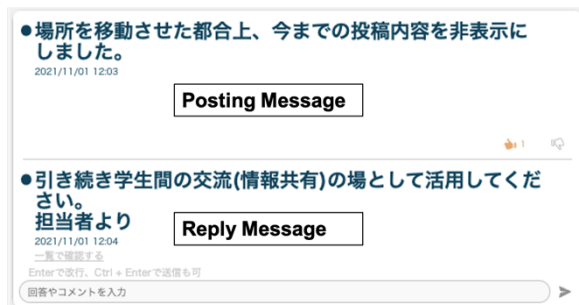 ●場所を移動させた都合上、今までの投稿内容を非表示に
しました。
2021/11/01 12:03
Posting Message
1
●引き続き学生間の交流(情報共有)の場として活用してくだ
さい。
担当者より
2021/11/01 12:04
Reply Message
一覧で確認する
Enterで改行、Ctrl + Enterで送信も可
回答やコメントを入力